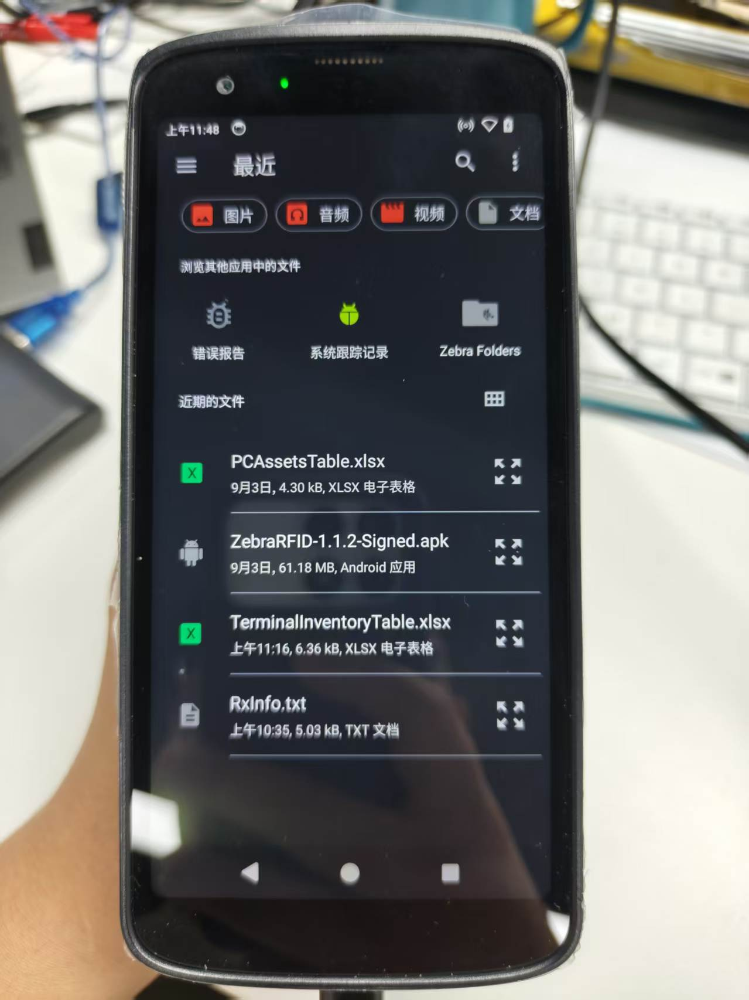 上午11:48
最近
图片 音频 视频 文档
浏览其他应用中的文件
错误报告 系统跟踪记录 Zebra Folders
近期的文件
PCAssetsTable.xlsx
9月3日, 4.30 kB, XLSX 电子表格
ZebraRFID-1.1.2-Signed.apk
9月3日, 61.18 MB, Android 应用
TerminalInventoryTable.xlsx
上午11:16, 6.36 kB, XLSX 电子表格
RxInfo.txt
上午10:35, 5.03 kB, TXT 文档